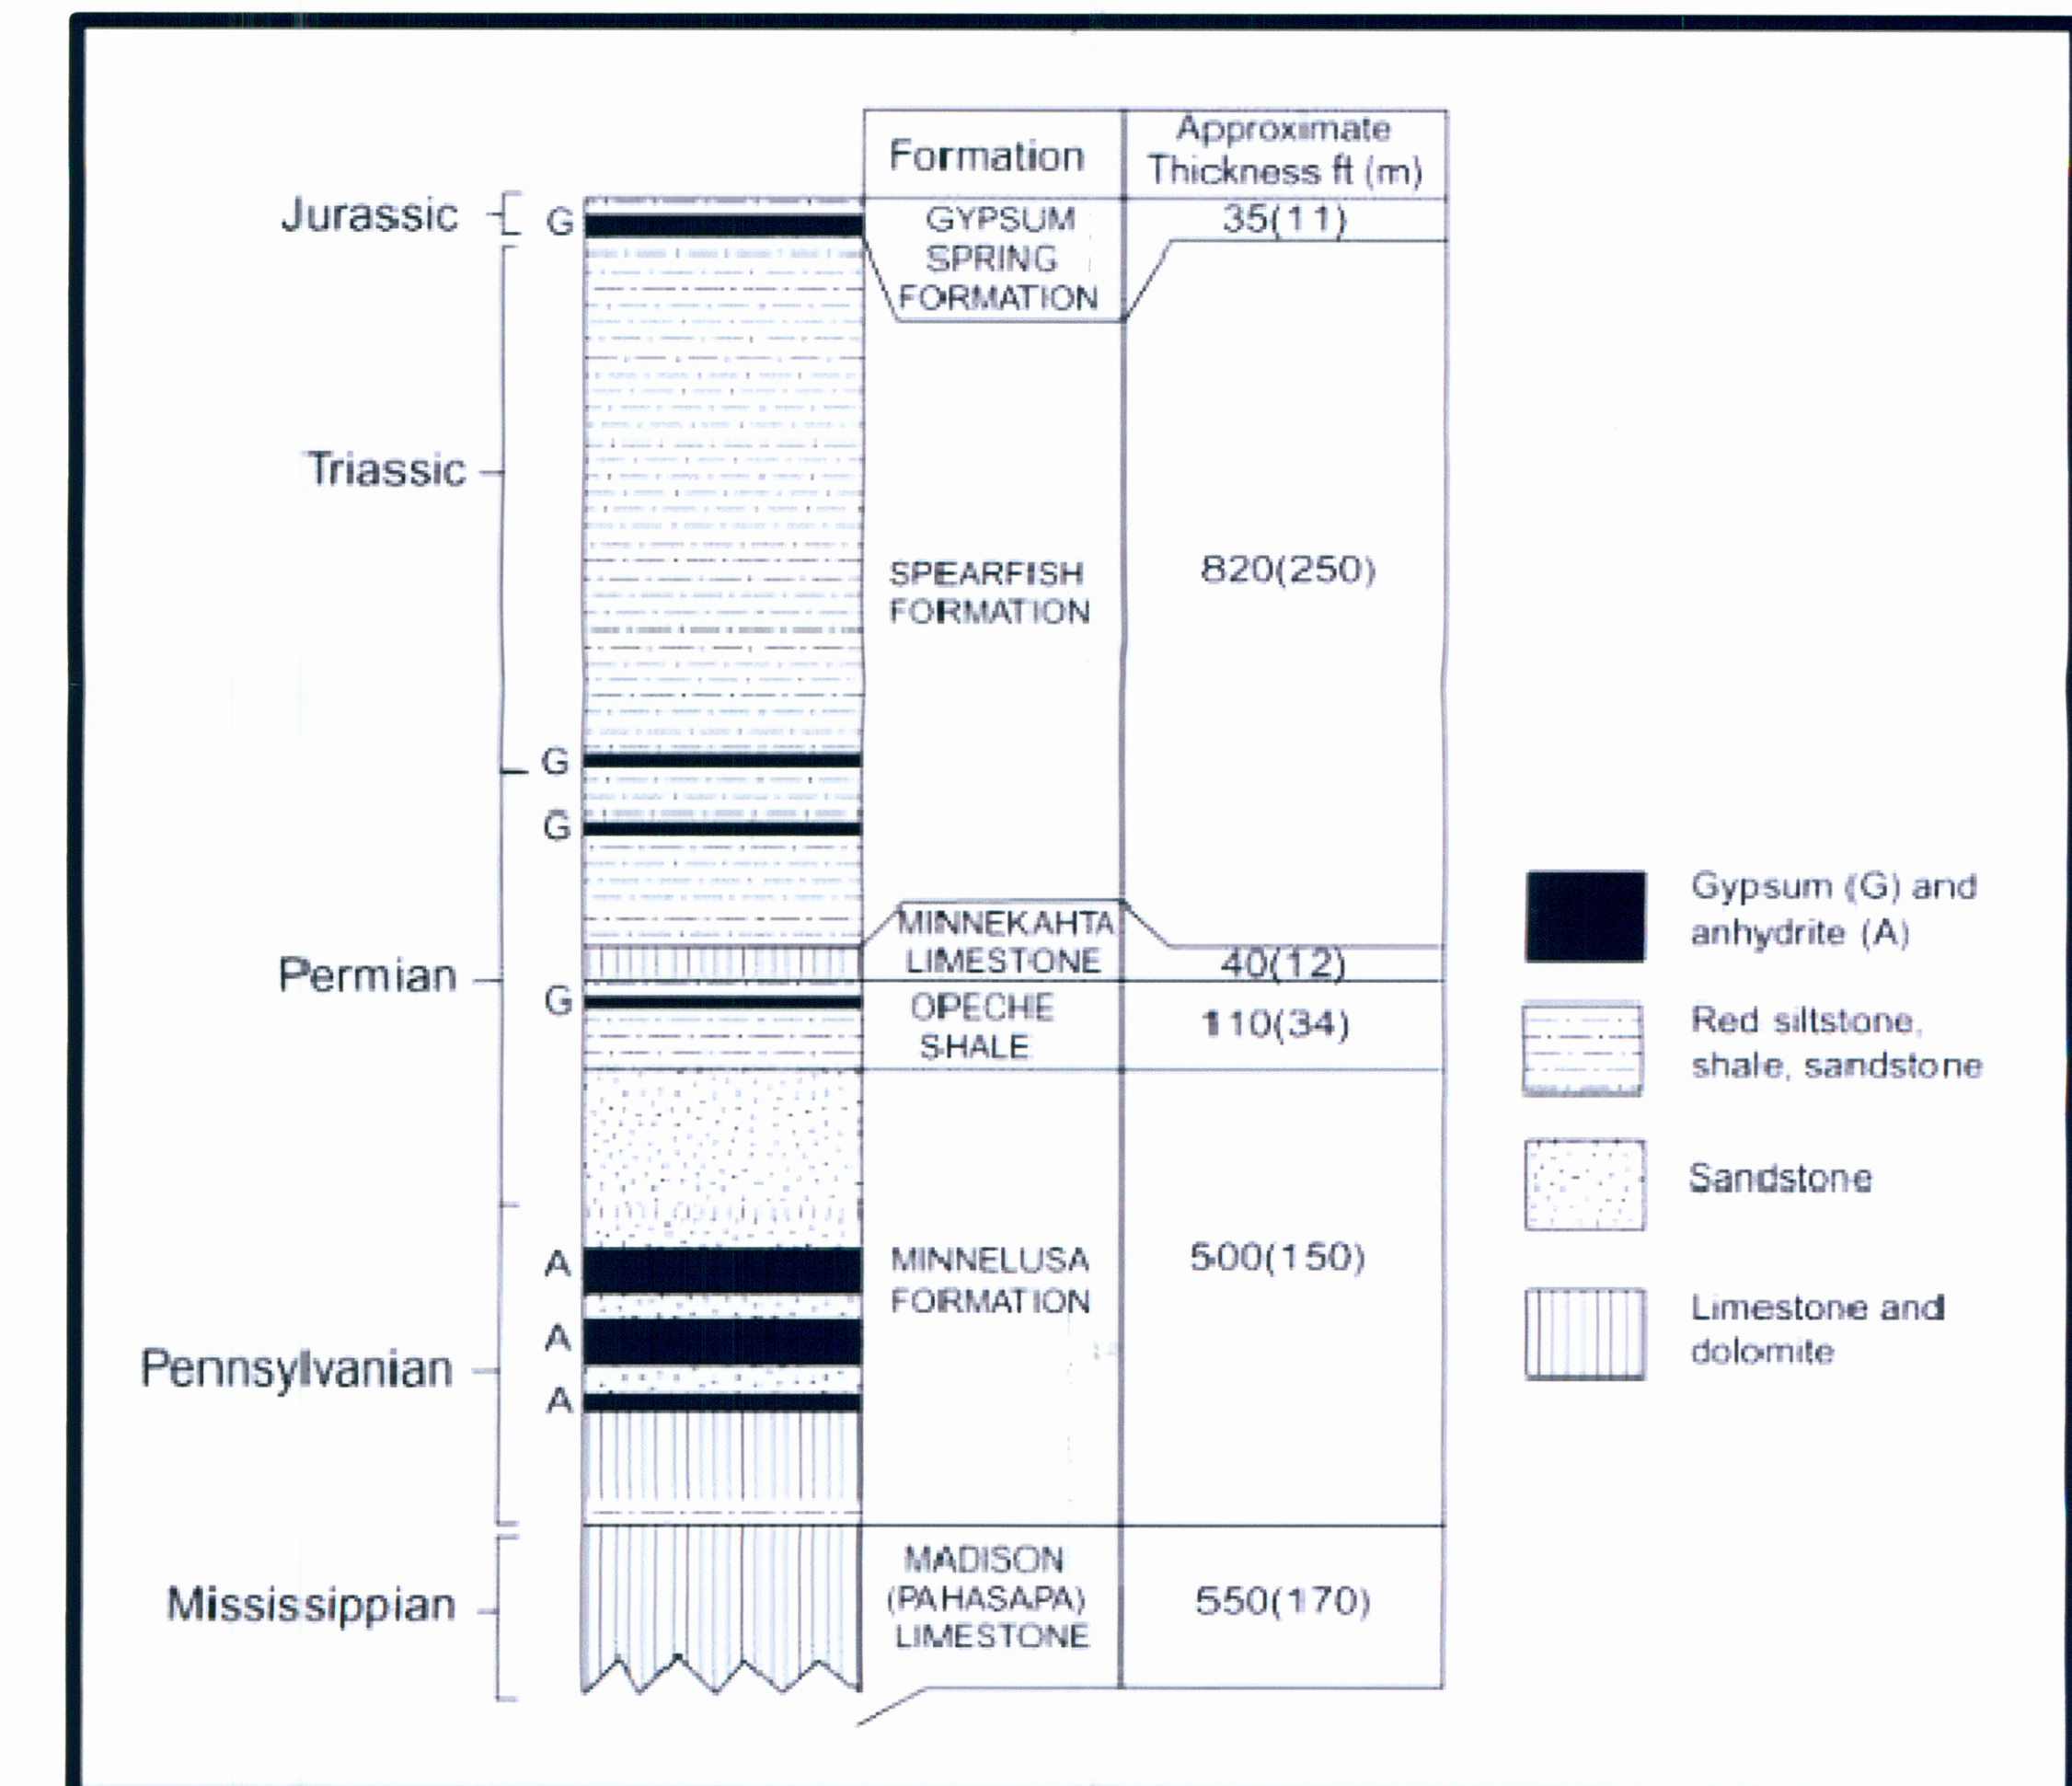 Formation
Approximate
Thickness ft (m)
Jurassic
G
GYPSUM
SPRING
FORMATION
35(11)
Triassic
SPEARFISH
FORMATION
820(250)
G
G
MINNEKAHTA
LIMESTONE
40(12)
Permian
G
OPECHE
SHALE
110(34)
A
MINNELUSA
FORMATION
500(150)
A
Pennsylvanian
A
Mississippian
MADISON
(PAHASAPA)
LIMESTONE
550(170)
Gypsum (G) and
anhydrite (A)
Red siltstone,
shale, sandstone
Sandstone
Limestone and
dolomite